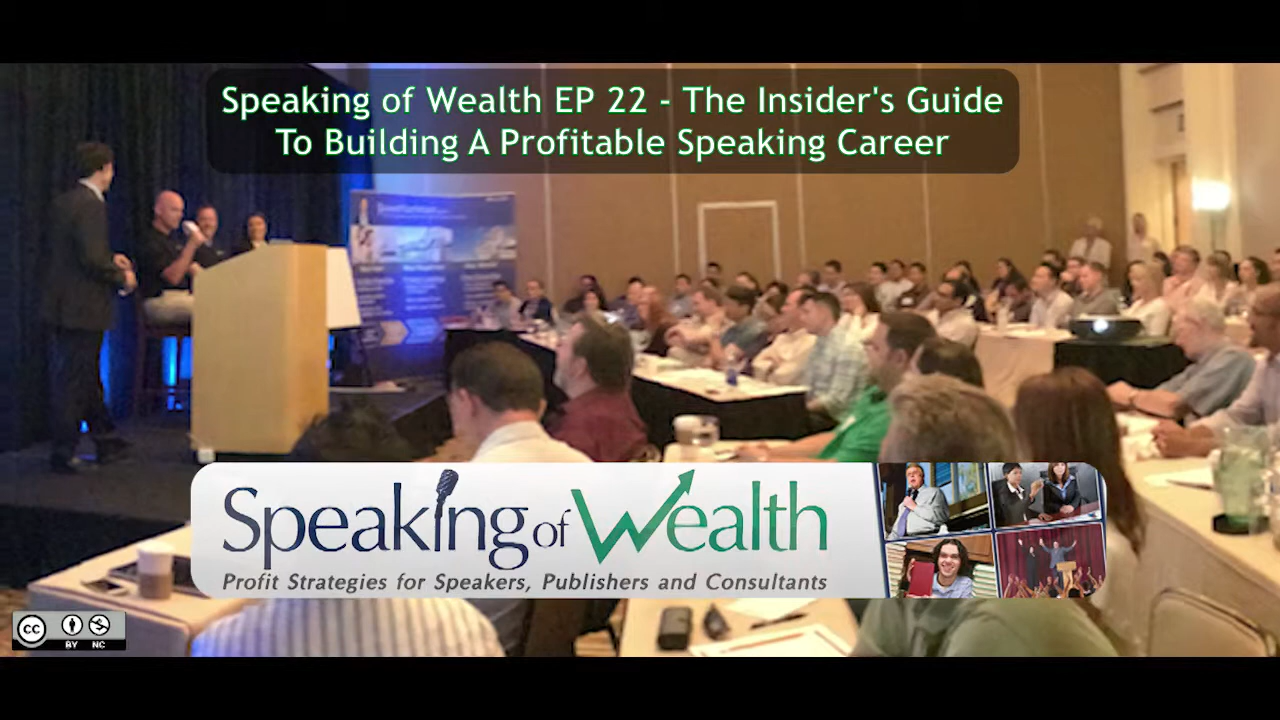 Speaking of Wealth EP 22 - The Insider's Guide
To Building A Profitable Speaking Career
Speaking of Wealth
Profit Strategies for Speakers, Publishers and Consultants
cc
BY NC